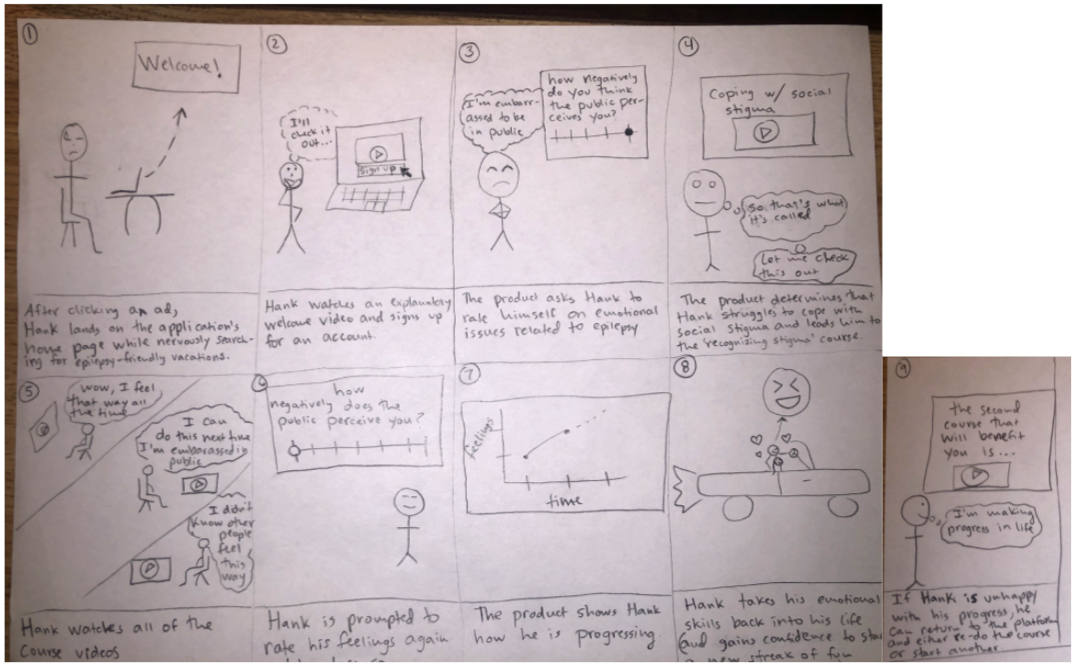 1
Welcome!
After clicking an ad,
Hank lands on the application's
home page while nervously search-
ing for epilepsy-friendly vacations.
2
I'll
check it
out...
Sign up
Hank watches an explanatory
welcome video and signs up
for an account.
3
I'm embarr-
assed to be
in public
how negatively
do you think
the public per-
ceives you?
The product asks Hank to
rate himself on emotional
issues related to epilepsy
4
Coping w/ social
stigma
so that's what
it's called
Let me check
this out
The product determines that
Hank struggles to cope with
social stigma and leads him to
the 'recognizing stigma' course.
5
wow, I feel
that way all
the time
I can
do this next time
I'm embarassed in
public
I didn't
know other
people
feel
this
way
Hank watches all of the
course videos
6
how
negatively does the
public perceive you?
Hank is prompted to
rate his feelings again
7
feelings
time
The product shows Hank
how he is progressing.
8
Hank takes his emotional
skills back into his life
and gains confidence to
a new streak of fun
9
the second
course that
will benefit
you is...
I'm making
progress in life
If Hank is unhappy
with his progress, he
can return to the platform
and either re-do the course
or start another